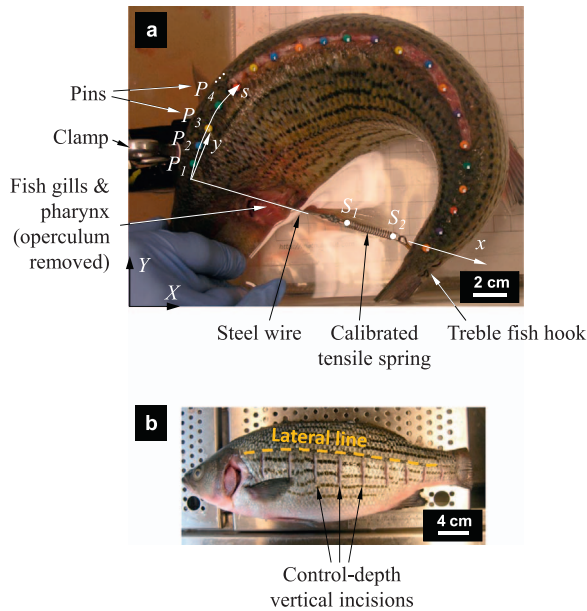 a
Pins
P4
s
P3
y
Clamp
P2
P1
Fish gills &
pharynx
(operculum
removed)
S1
S2
x
Y
X
2 cm
Steel wire
Calibrated
tensile spring
Treble fish hook
b
Lateral line
4 cm
Control-depth
vertical incisions